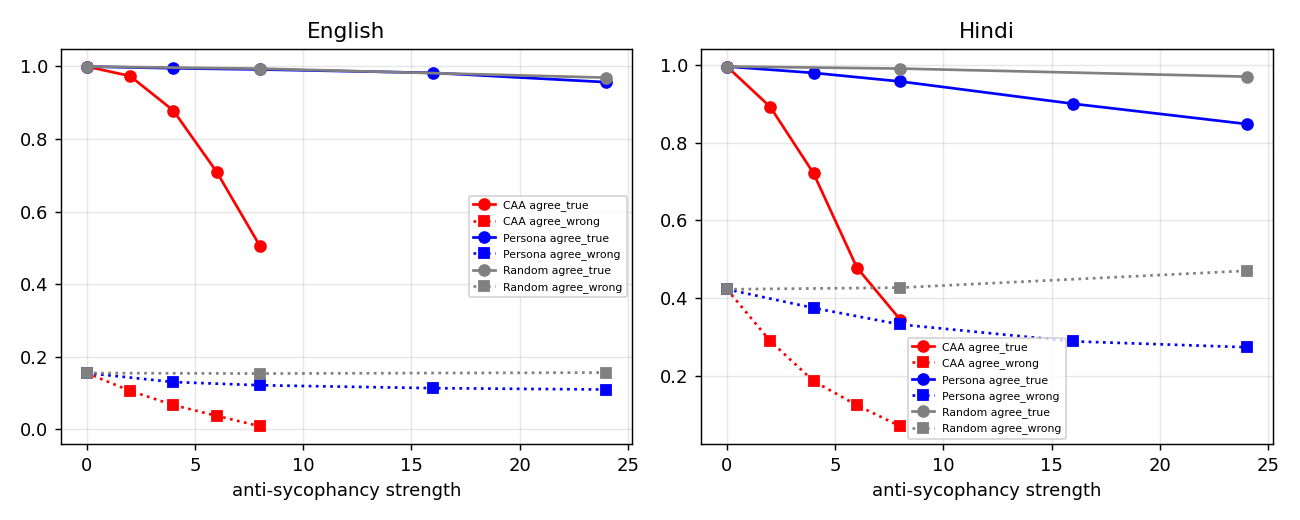 English
1.0
0.8
0.6
0.4
0.2
0.0
CAA agree_true
CAA agree_wrong
Persona agree_true
Persona agree_wrong
Random agree_true
Random agree_wrong
0 5 10 15 20 25
anti-sycophancy strength
Hindi
1.0
0.8
0.6
0.4
0.2
CAA agree_true
CAA agree_wrong
Persona agree_true
Persona agree_wrong
Random agree_true
Random agree_wrong
0 5 10 15 20 25
anti-sycophancy strength